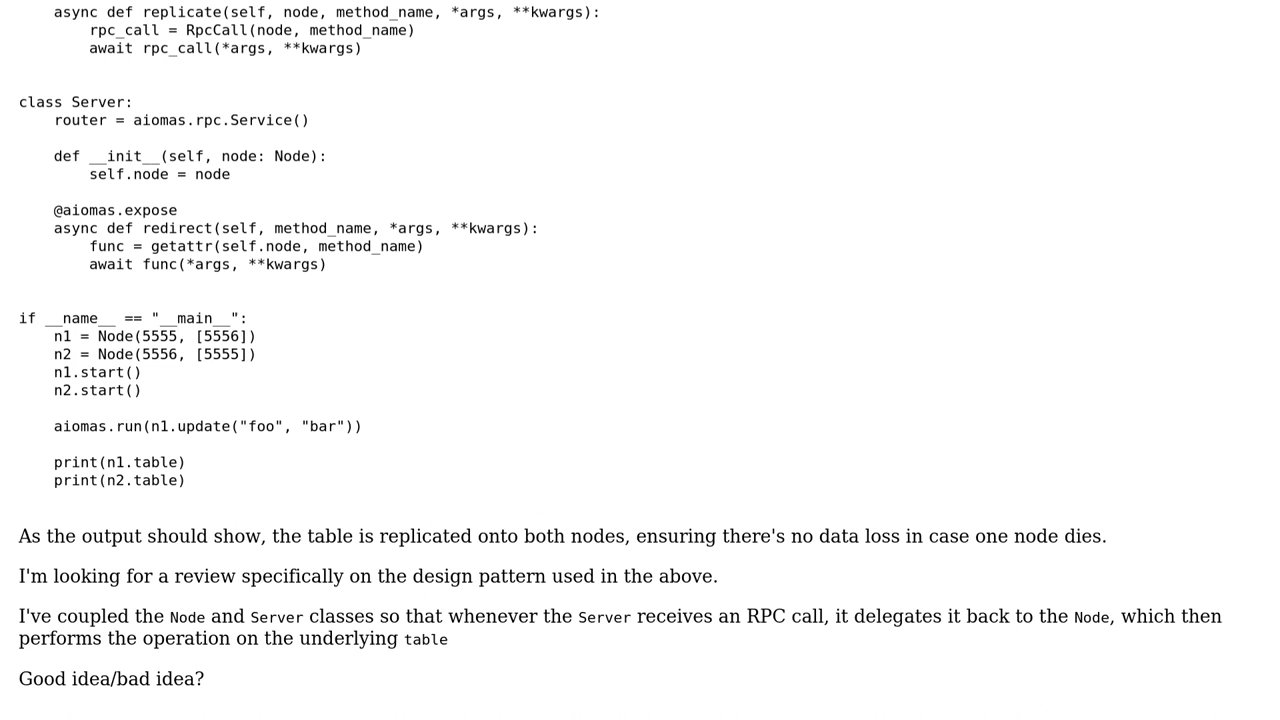 async def replicate(self, node, method_name, *args, **kwargs):
        rpc_call = RpcCall(node, method_name)
        await rpc_call(*args, **kwargs)
class Server:
    router = aiomas.rpc.Service()
    def __init__(self, node: Node):
        self.node = node
    @aiomas.expose
    async def redirect(self, method_name, *args, **kwargs):
        func = getattr(self.node, method_name)
        await func(*args, **kwargs)
if __name__ == "__main__":
    n1 = Node(5555, [5556])
    n2 = Node(5556, [5555])
    n1.start()
    n2.start()
    aiomas.run(n1.update("foo", "bar"))
    print(n1.table)
    print(n2.table)
As the output should show, the table is replicated onto both nodes, ensuring there's no data loss in case one node dies.
I'm looking for a review specifically on the design pattern used in the above.
I've coupled the Node and Server classes so that whenever the Server receives an RPC call, it delegates it back to the Node, which then
performs the operation on the underlying table
Good idea/bad idea?